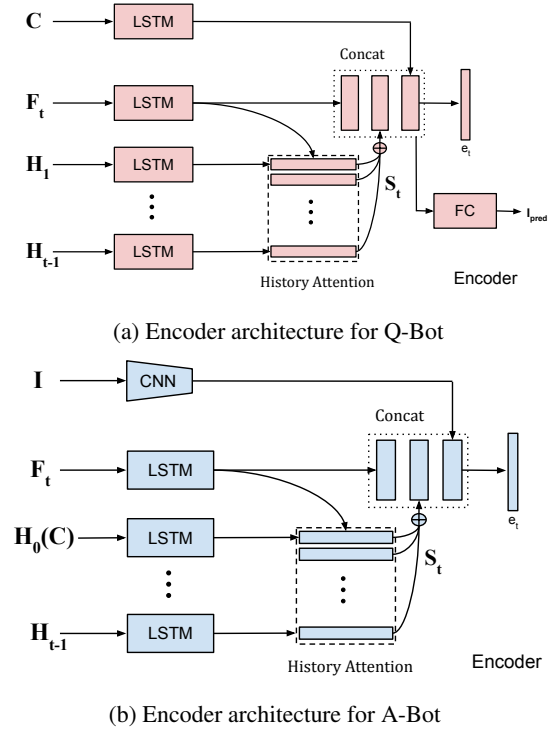 C
LSTM
Concat
F_t
LSTM
e_t
H_1
LSTM
S_t
FC
I_pred
H_t-1
LSTM
History Attention
Encoder
(a) Encoder architecture for Q-Bot
I
CNN
Concat
F_t
LSTM
e_t
H_0(C)
LSTM
S_t
H_t-1
LSTM
History Attention
Encoder
(b) Encoder architecture for A-Bot